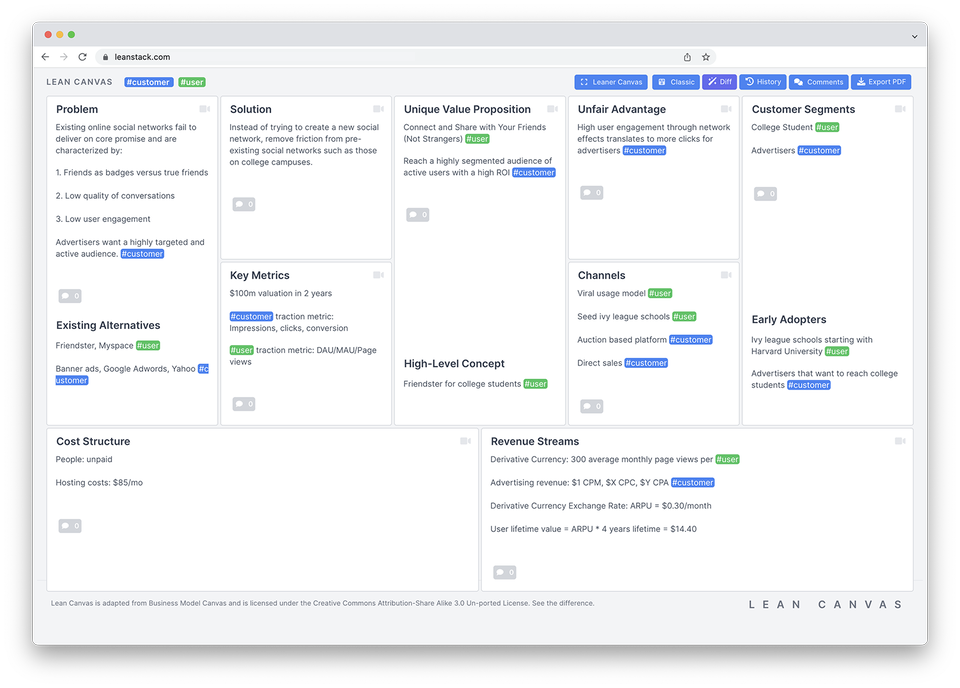 leanstack.com
LEAN CANVAS #customer #user
Leaner Canvas Classic Diff History Comments Export PDF
Problem
Existing online social networks fail to
deliver on core promise and are
characterized by:
1. Friends as badges versus true friends
2. Low quality of conversations
3. Low user engagement
Advertisers want a highly targeted and
active audience. #customer
0
Existing Alternatives
Friendster, Myspace #user
Banner ads, Google Adwords, Yahoo #c
ustomer
Solution
Instead of trying to create a new social
network, remove friction from pre-
existing social networks such as those
on college campuses.
0
Key Metrics
$100m valuation in 2 years
#customer traction metric:
Impressions, clicks, conversion
#user traction metric: DAU/MAU/Page
views
0
Unique Value Proposition
Connect and Share with Your Friends
(Not Strangers) #user
Reach a highly segmented audience of
active users with a high ROI #customer
0
High-Level Concept
Friendster for college students #user
Unfair Advantage
High user engagement through network
effects translates to more clicks for
advertisers #customer
0
Channels
Viral usage model #user
Seed ivy league schools #user
Auction based platform #customer
Direct sales #customer
0
Customer Segments
College Student #user
Advertisers #customer
0
Early Adopters
Ivy league schools starting with
Harvard University #user
Advertisers that want to reach college
students #customer
Cost Structure
People: unpaid
Hosting costs: $85/mo
0
Revenue Streams
Derivative Currency: 300 average monthly page views per #user
Advertising revenue: $1 CPM, $X CPC, $Y CPA #customer
Derivative Currency Exchange Rate: ARPU = $0.30/month
User lifetime value = ARPU * 4 years lifetime = $14.40
0
Lean Canvas is adapted from Business Model Canvas and is licensed under the Creative Commons Attribution-Share Alike 3.0 Un-ported License. See the difference.
LEAN CANVAS